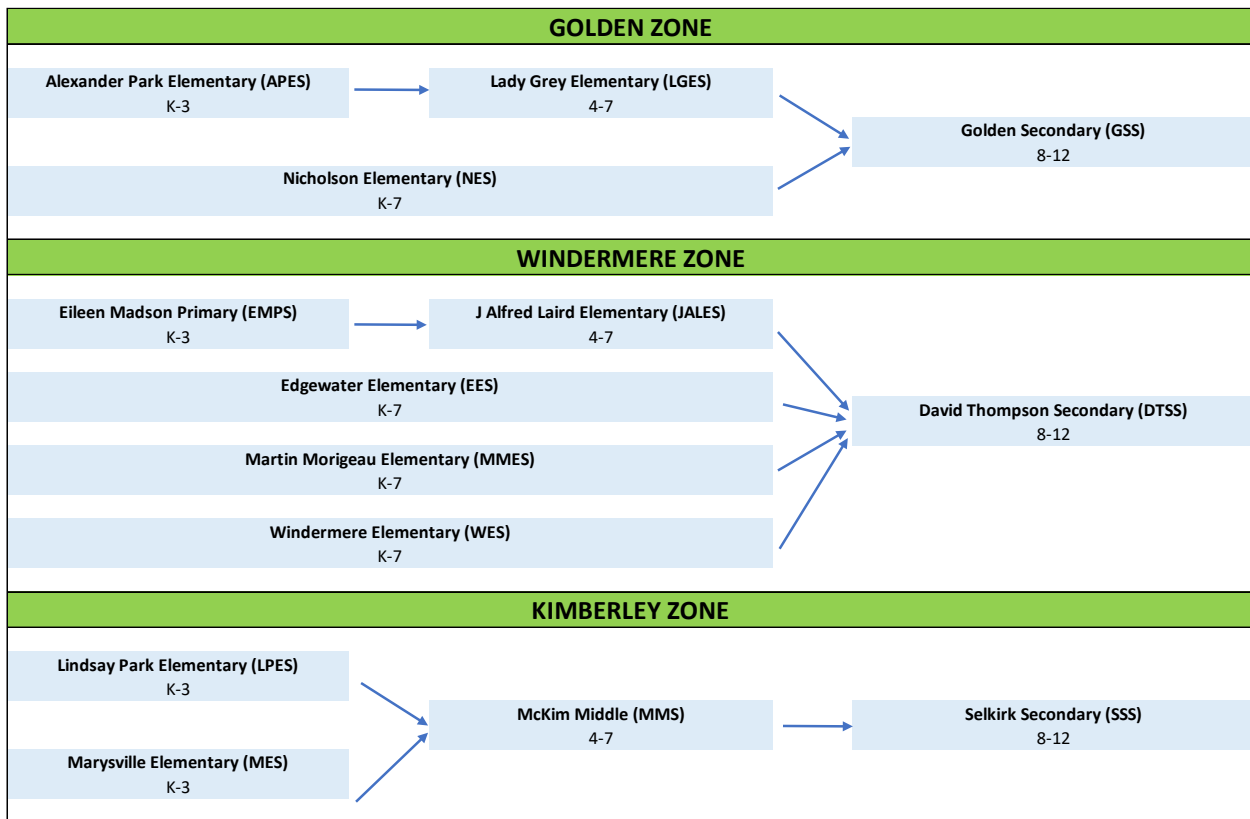 GOLDEN ZONE
Alexander Park Elementary (APES)
K-3
Lady Grey Elementary (LGES)
4-7
Golden Secondary (GSS)
8-12
Nicholson Elementary (NES)
K-7
WINDERMERE ZONE
Eileen Madson Primary (EMPS)
K-3
J Alfred Laird Elementary (JALES)
4-7
Edgewater Elementary (EES)
K-7
David Thompson Secondary (DTSS)
8-12
Martin Morigeau Elementary (MMES)
K-7
Windermere Elementary (WES)
K-7
KIMBERLEY ZONE
Lindsay Park Elementary (LPES)
K-3
McKim Middle (MMS)
4-7
Selkirk Secondary (SSS)
8-12
Marysville Elementary (MES)
K-3